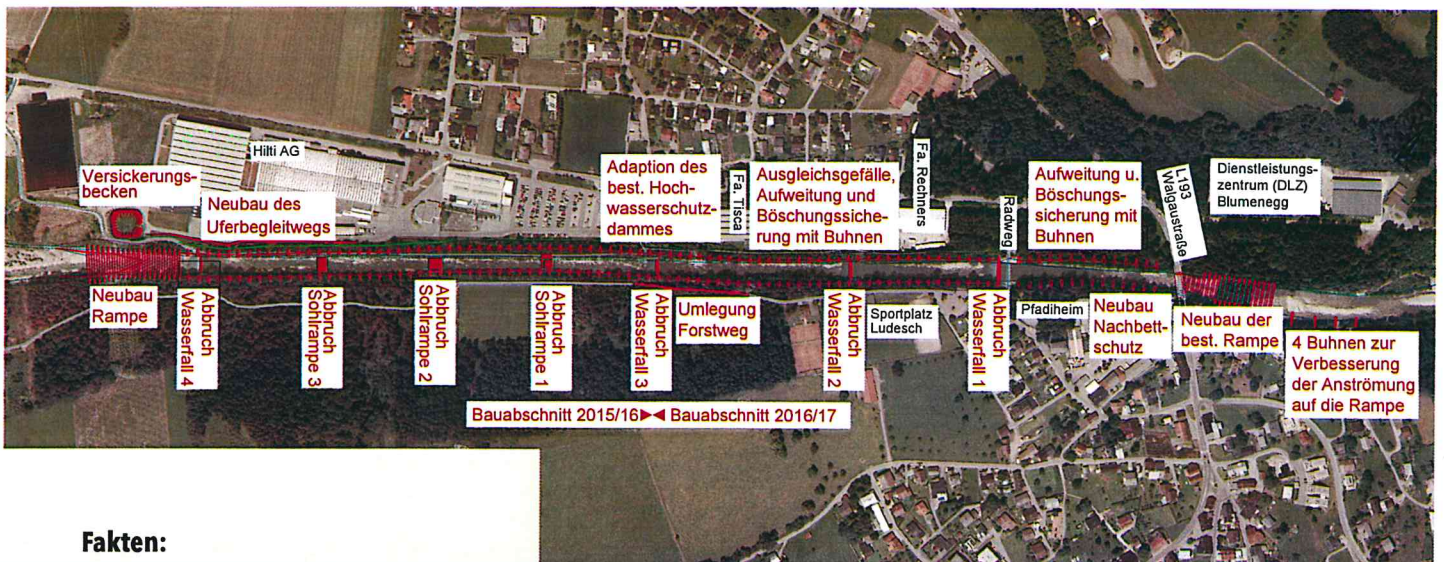 Hilti AG
Versickerungs-
becken
Neubau des
Uferbegleitwegs
Adaption des
best. Hoch-
wasserschutz-
dammes
Fa. Tisca
Ausgleichsgefälle,
Aufweitung und
Böschungssiche-
rung mit Buhnen
Fa. Rechners
Radweg
Aufweitung u.
Böschungs-
sicherung mit
Buhnen
L193
Walgaustraße
Dienstleistungs-
zentrum (DLZ)
Blumenegg
Neubau
Rampe
Abbruch
Wasserfall 4
Abbruch
Sohlrampe 3
Abbruch
Sohlrampe 2
Abbruch
Sohlrampe 1
Abbruch
Wasserfall 3
Umlegung
Forstweg
Abbruch
Wasserfall 2
Sportplatz
Ludesch
Abbruch
Wasserfall 1
Pfadiheim
Neubau
Nachbett-
schutz
Neubau der
best. Rampe
4 Buhnen zur
Verbesserung
der Anströmung
auf die Rampe
Bauabschnitt 2015/16►◄ Bauabschnitt 2016/17
Fakten: